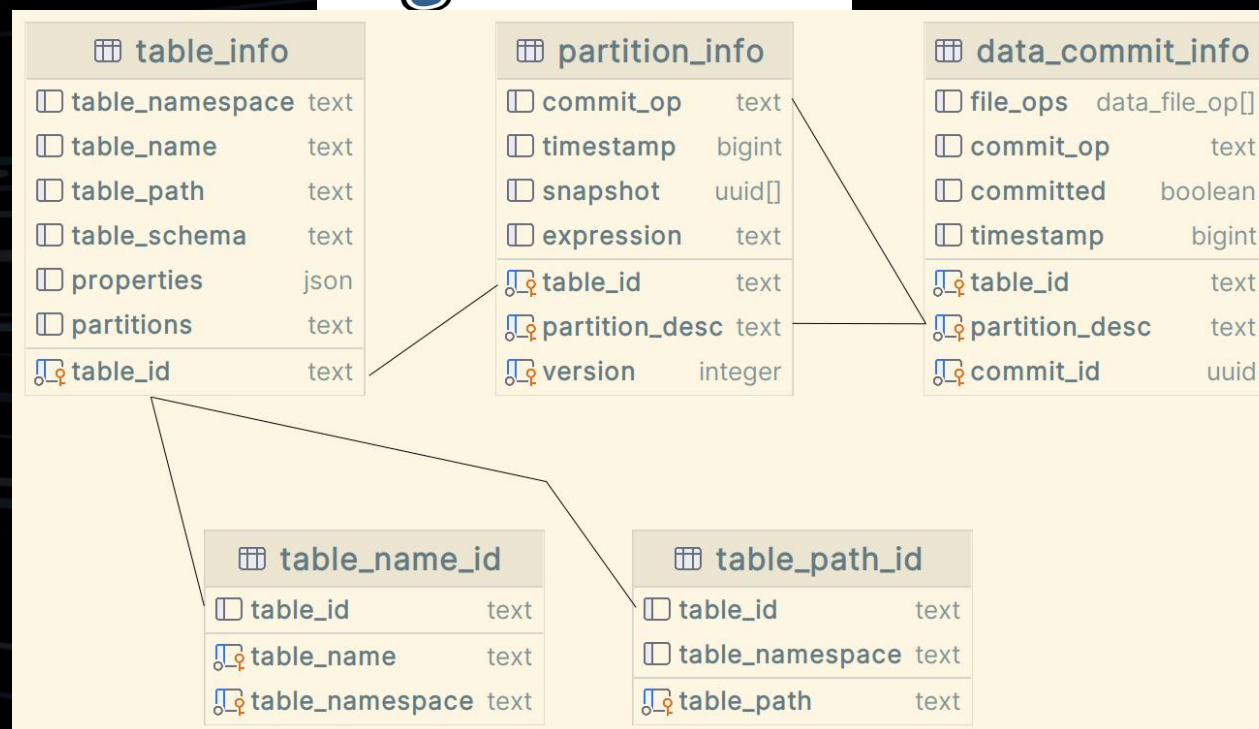 table_info
table_namespace text
table_name text
table_path text
table_schema text
properties json
partitions text
table_id text
partition_info
commit_op text
timestamp bigint
snapshot uuid[]
expression text
table_id text
partition_desc text
version integer
data_commit_info
file_ops data_file_op[]
commit_op text
committed boolean
timestamp bigint
table_id text
partition_desc text
commit_id uuid
table_name_id
table_id text
table_name text
table_namespace text
table_path_id
table_id text
table_namespace text
table_path text